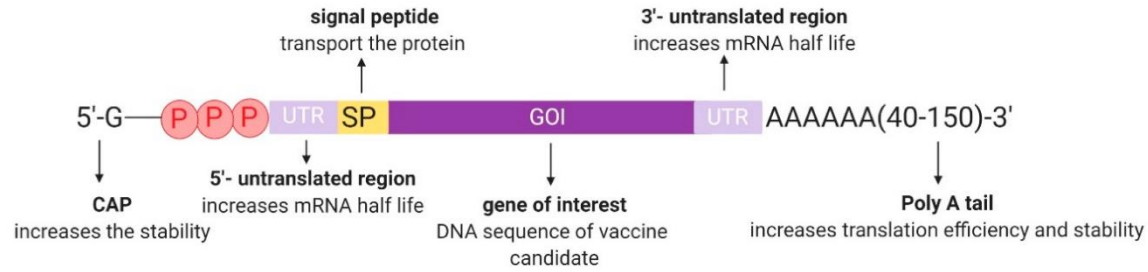 signal peptide
transport the protein
3'- untranslated region
increases mRNA half life
5'-G
P P P
UTR
SP
GOI
UTR
AAAAAA(40-150)-3'
CAP
increases the stability
5'- untranslated region
increases mRNA half life
gene of interest
DNA sequence of vaccine
candidate
Poly A tail
increases translation efficiency and stability